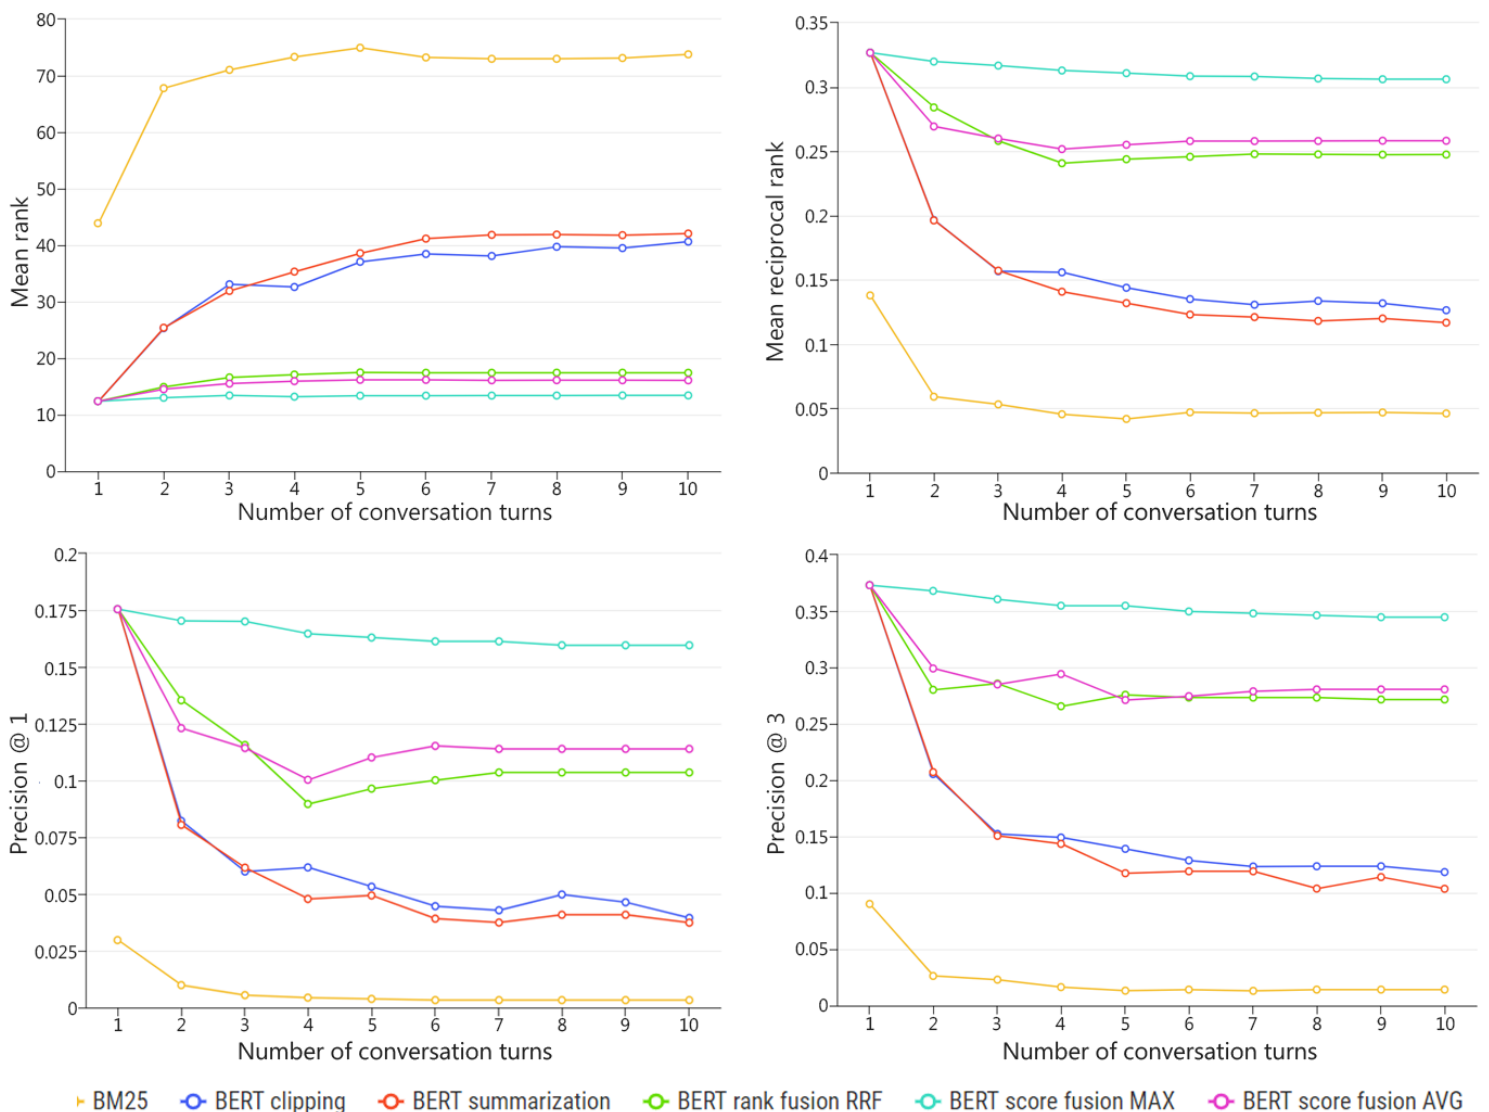 80
70
60
50
40
30
20
10
0
Mean rank
1 2 3 4 5 6 7 8 9 10
Number of conversation turns
0.35
0.3
0.25
0.2
0.15
0.1
0.05
0
Mean reciprocal rank
1 2 3 4 5 6 7 8 9 10
Number of conversation turns
0.2
0.175
0.15
0.125
0.1
0.075
0.05
0.025
0
Precision @ 1
1 2 3 4 5 6 7 8 9 10
Number of conversation turns
0.4
0.35
0.3
0.25
0.2
0.15
0.1
0.05
0
Precision @ 3
1 2 3 4 5 6 7 8 9 10
Number of conversation turns
BM25 BERT clipping BERT summarization BERT rank fusion RRF BERT score fusion MAX BERT score fusion AVG